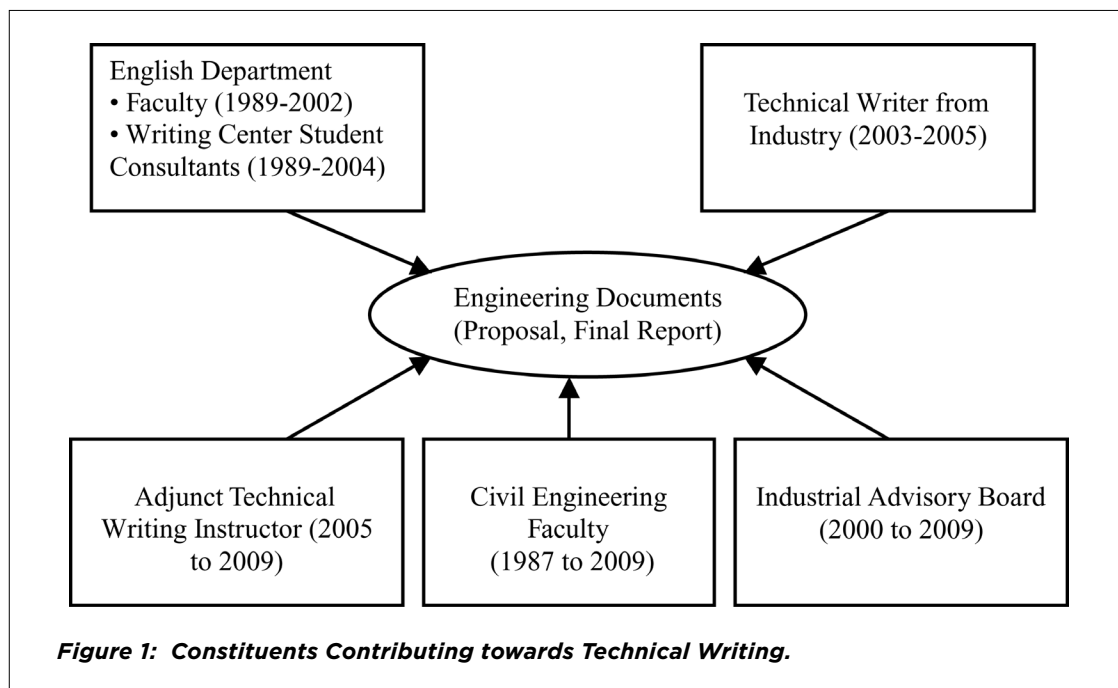 English Department
• Faculty (1989-2002)
• Writing Center Student
Consultants (1989-2004)
Technical Writer from
Industry (2003-2005)
Engineering Documents
(Proposal, Final Report)
Adjunct Technical
Writing Instructor (2005
to 2009)
Civil Engineering
Faculty
(1987 to 2009)
Industrial Advisory Board
(2000 to 2009)
Figure 1: Constituents Contributing towards Technical Writing.